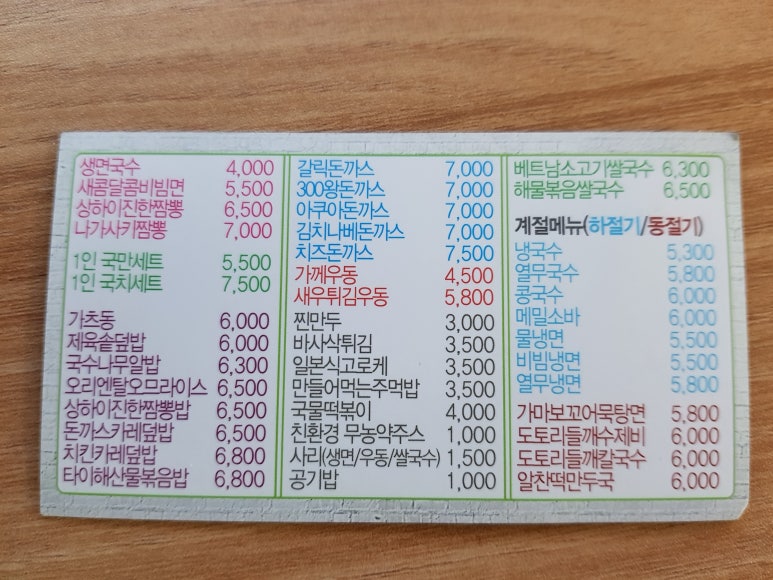 생면국수 4,000
새콤달콤비빔면 5,500
상하이진한짬뽕 6,500
나가사키짬뽕 7,000
1인 국만세트 5,500
1인 국치세트 7,500
가츠동 6,000
제육솥덮밥 6,000
국수나무알밥 6,300
오리엔탈오므라이스 6,500
상하이진한짬뽕밥 6,500
돈까스카레덮밥 6,500
치킨카레덮밥 6,800
타이해산물볶음밥 6,800
갈릭돈까스 7,000
300왕돈까스 7,000
아쿠아돈까스 7,000
김치나베돈까스 7,000
치즈돈까스 7,500
가께우동 4,500
새우튀김우동 5,800
찐만두 3,000
바사삭튀김 3,500
일본식고로케 3,500
만들어먹는주먹밥 3,500
국물떡볶이 4,000
친환경 무농약주스 1,000
사리(생면/우동/쌀국수) 1,500
공기밥 1,000
베트남소고기쌀국수 6,300
해물볶음쌀국수 6,500
계절메뉴(하절기/동절기)
냉국수 5,300
열무국수 5,800
콩국수 6,000
메밀소바 6,000
물냉면 5,500
비빔냉면 5,500
열무냉면 5,800
가마보꼬어묵탕면 5,800
도토리들깨수제비 6,000
도토리들깨칼국수 6,000
알찬떡만두국 6,000